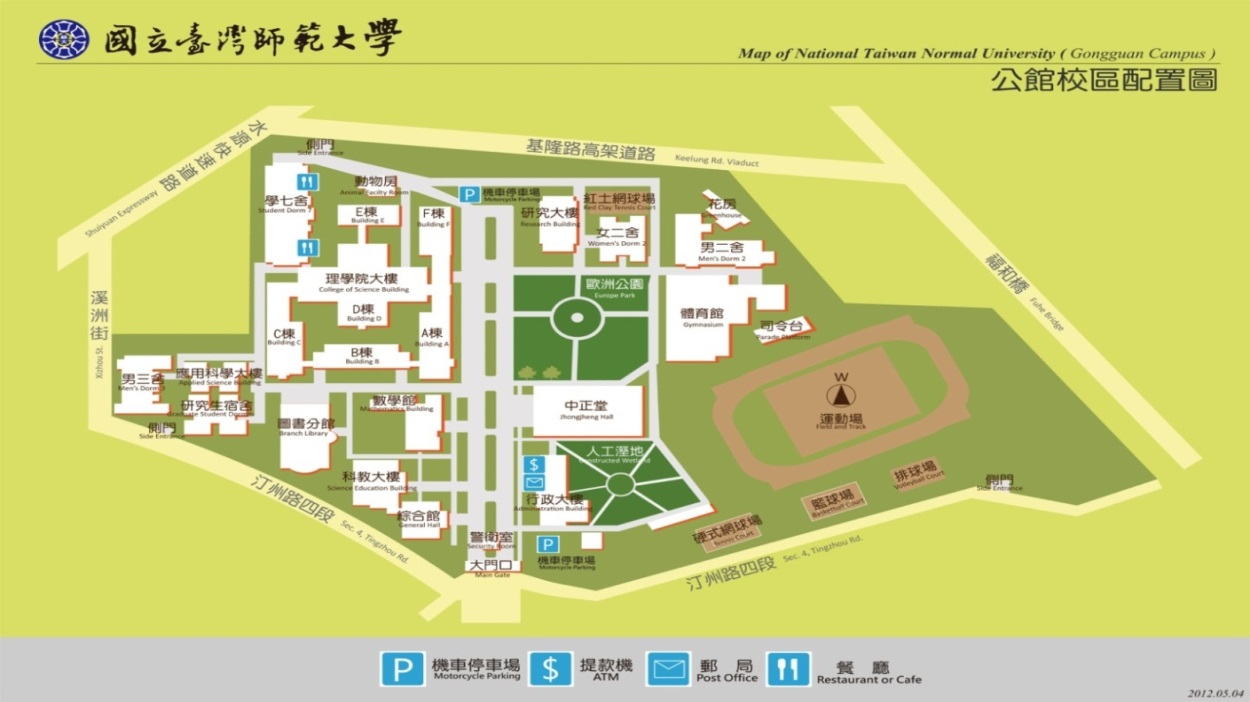 國立臺灣師範大學
Map of National Taiwan Normal University ( Gongguan Campus )
公館校區配置圖
水源快速道路
Shuiyuan Expressway
側門
Side Entrance
基隆路高架道路 Keelung Rd. Viaduct
學七舍
Student Dorm 7
動物房
Animal Facility Room
E棟
Building E
F棟
Building F
P 機車停車場
Motorcycle Parking
研究大樓
Research Building
紅土網球場
Red Clay Tennis Court
女二舍
Women's Dorm 2
花房
Greenhouse
男二舍
Men's Dorm 2
福和橋
Fuhe Bridge
理學院大樓
College of Science Building
歐洲公園
Europe Park
體育館
Gymnasium
司令台
Parade Platform
溪洲街
Xizhou St.
D棟
Building D
C棟
Building C
A棟
Building A
B棟
Building B
男三舍
Men's Dorm 3
應用科學大樓
Applied Science Building
研究生宿舍
Graduate Student Dorm
側門
Side Entrance
圖書分館
Branch Library
數學館
Mathematics Building
中正堂
Zhongjheng Hall
W
運動場
Field and Track
人工溼地
Constructed Wetland
科教大樓
Science Education Building
$
行政大樓
Administration Building
綜合館
General Hall
排球場
Volleyball Court
籃球場
Basketball Court
側門
Side Entrance
硬式網球場
Tennis Court
汀州路四段 Sec. 4, Tingzhou Rd.
警衛室
Security Room
大門口
Main Gate
P
機車停車場
Motorcycle Parking
汀州路四段 Sec. 4, Tingzhou Rd.
P 機車停車場
Motorcycle Parking
$ 提款機
ATM
郵局
Post Office
餐廳
Restaurant or Cafe
2012.05.04